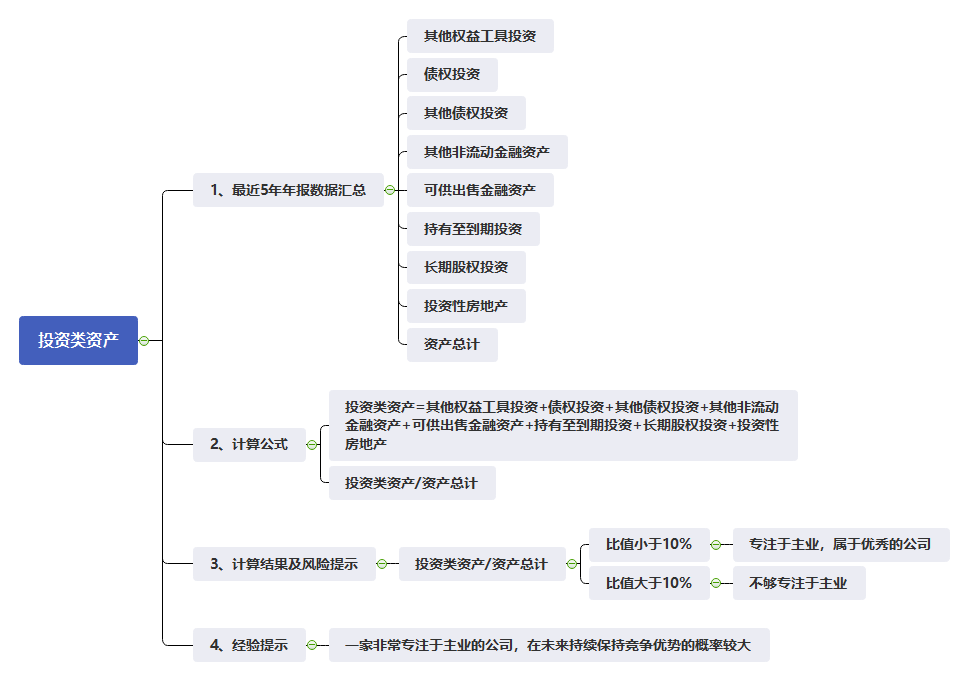 投资类资产
1、最近5年年报数据汇总
其他权益工具投资
债权投资
其他债权投资
其他非流动金融资产
可供出售金融资产
持有至到期投资
长期股权投资
投资性房地产
资产总计
2、计算公式
投资类资产=其他权益工具投资+债权投资+其他债权投资+其他非流动
金融资产+可供出售金融资产+持有至到期投资+长期股权投资+投资性
房地产
投资类资产/资产总计
3、计算结果及风险提示
投资类资产/资产总计
比值小于10%
专注于主业，属于优秀的公司
比值大于10%
不够专注于主业
4、经验提示
一家非常专注于主业的公司，在未来持续保持竞争优势的概率较大